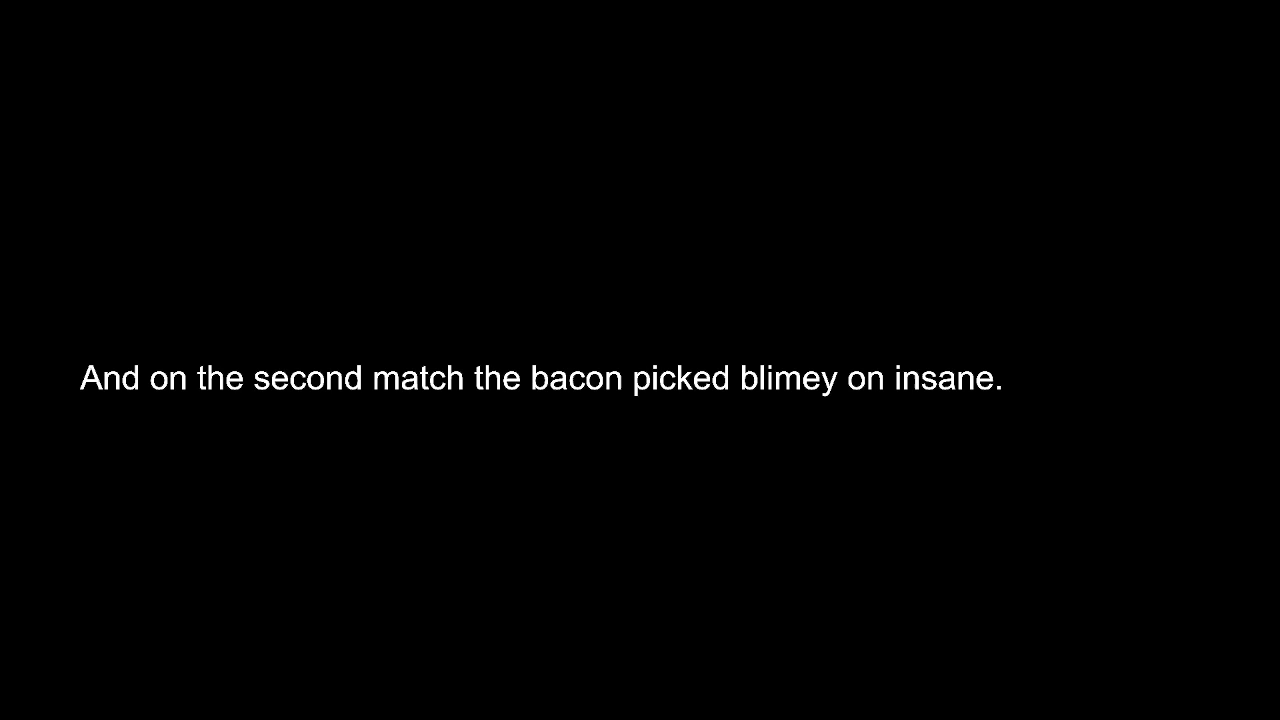 And on the second match the bacon picked blimey on insane.